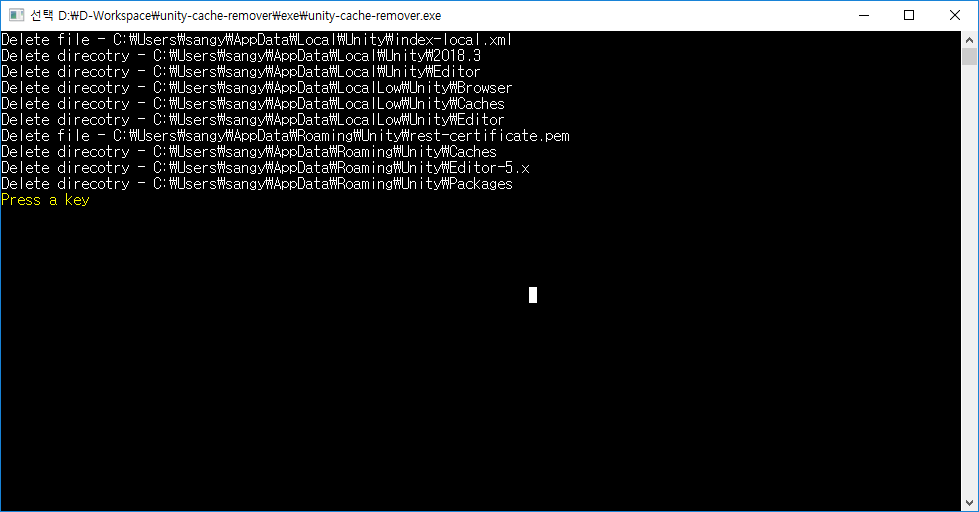 선택 D:₩D-Workspace₩unity-cache-remover₩exe₩unity-cache-remover.exe
Delete file - C:₩Users₩sangy₩AppData₩Local₩Unity₩index-local.xml
Delete direcotry - C:₩Users₩sangy₩AppData₩Local₩Unity₩2018.3
Delete direcotry - C:₩Users₩sangy₩AppData₩Local₩Unity₩Editor
Delete direcotry - C:₩Users₩sangy₩AppData₩LocalLow₩Unity₩Browser
Delete direcotry - C:₩Users₩sangy₩AppData₩LocalLow₩Unity₩Caches
Delete direcotry - C:₩Users₩sangy₩AppData₩LocalLow₩Unity₩Editor
Delete file - C:₩Users₩sangy₩AppData₩Roaming₩Unity₩rest-certificate.pem
Delete direcotry - C:₩Users₩sangy₩AppData₩Roaming₩Unity₩Caches
Delete direcotry - C:₩Users₩sangy₩AppData₩Roaming₩Unity₩Editor-5.x
Delete direcotry - C:₩Users₩sangy₩AppData₩Roaming₩Unity₩Packages
Press a key